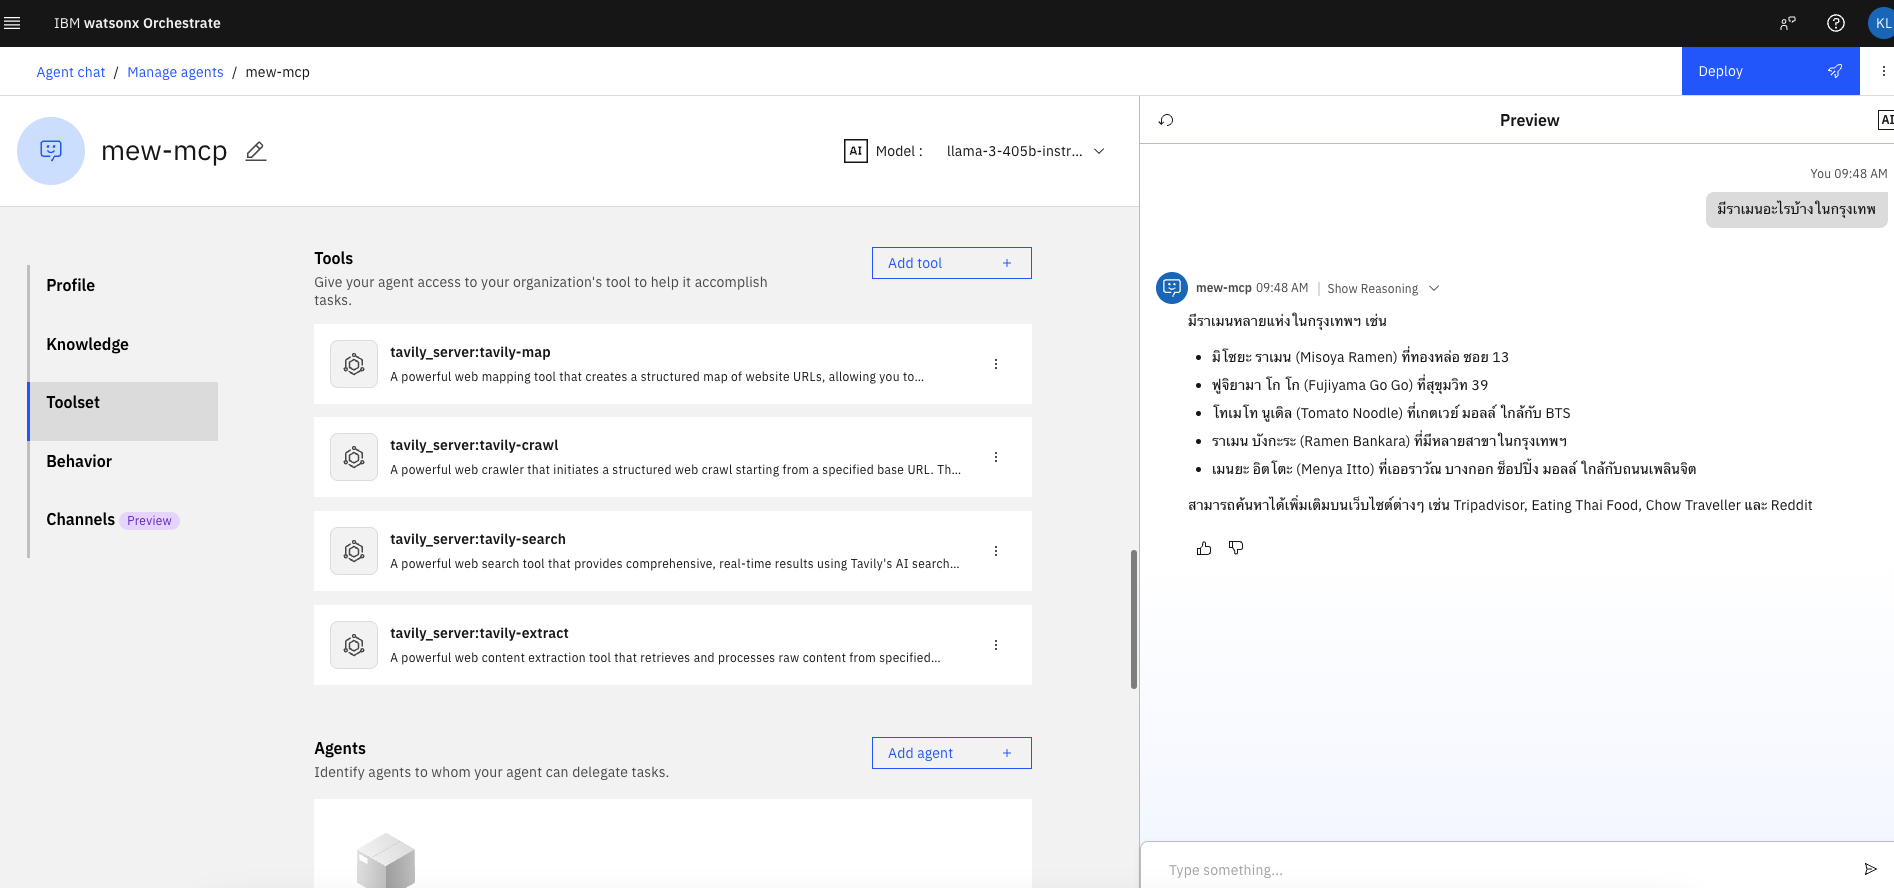 IBM watsonx Orchestrate
KL
Agent chat / Manage agents / mew-mcp
Deploy
mew-mcp
AI Model : llama-3-405b-instr...
Profile
Knowledge
Toolset
Behavior
Channels Preview
Tools
Give your agent access to your organization's tool to help it accomplish
tasks.
Add tool +
tavily_server:tavily-map
A powerful web mapping tool that creates a structured map of website URLs, allowing you to...
tavily_server:tavily-crawl
A powerful web crawler that initiates a structured web crawl starting from a specified base URL. Th...
tavily_server:tavily-search
A powerful web search tool that provides comprehensive, real-time results using Tavily's AI search...
tavily_server:tavily-extract
A powerful web content extraction tool that retrieves and processes raw content from specified...
Agents
Identify agents to whom your agent can delegate tasks.
Add agent +
Preview
AI
You 09:48 AM
มีราเมนอะไรบ้างในกรุงเทพ
mew-mcp 09:48 AM | Show Reasoning
มีราเมนหลายแห่งในกรุงเทพฯ เช่น
• มิโซยะ ราเมน (Misoya Ramen) ที่ทองหล่อ ซอย 13
• ฟูจิยามา โก โก (Fujiyama Go Go) ที่สุขุมวิท 39
• โทเมโท นูเดิล (Tomato Noodle) ที่เกตเวย์ มอลล์ ใกล้กับ BTS
• ราเมน บังกะระ (Ramen Bankara) ที่มีหลายสาขาในกรุงเทพฯ
• เมนยะ อิตโตะ (Menya Itto) ที่เออราวัณ บางกอก ช็อปปิ้ง มอลล์ ใกล้กับถนนเพลินจิต
สามารถค้นหาได้เพิ่มเติมบนเว็บไซต์ต่างๆ เช่น Tripadvisor, Eating Thai Food, Chow Traveller และ Reddit
Type something...